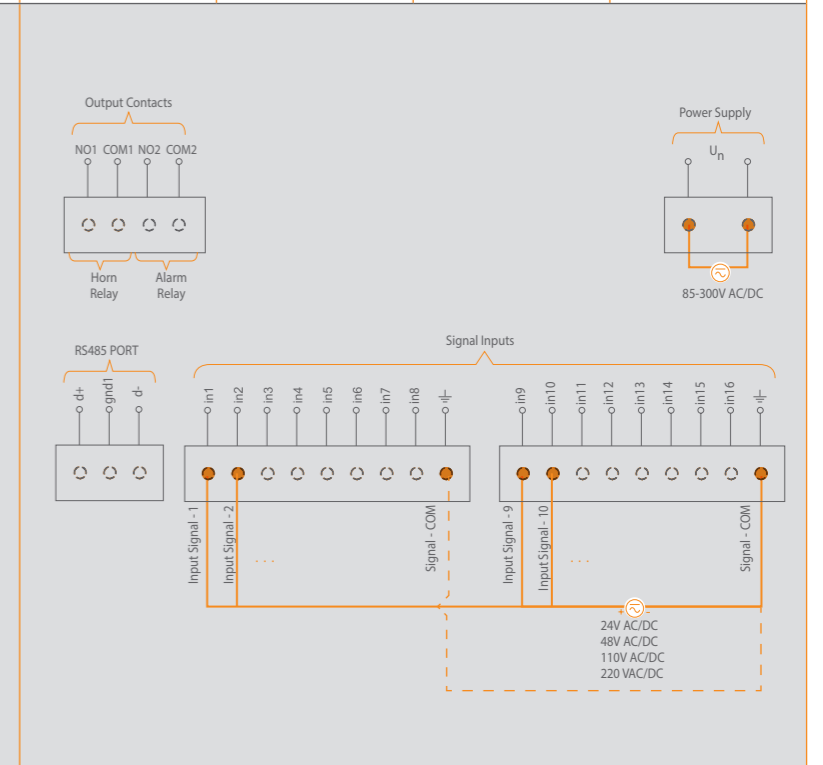 Output Contacts
NO1 COM1 NO2 COM2
Horn
Relay
Alarm
Relay
Power Supply
Un
85-300V AC/DC
RS485 PORT
d+
gnd1
d-
Signal Inputs
in1
in2
in3
in4
in5
in6
in7
in8
in9
in10
in11
in12
in13
in14
in15
in16
Input Signal - 1
Input Signal - 2
. . .
Signal - COM
Input Signal - 9
Input Signal - 10
. . .
Signal - COM
+ -
24V AC/DC
48V AC/DC
110V AC/DC
220 VAC/DC